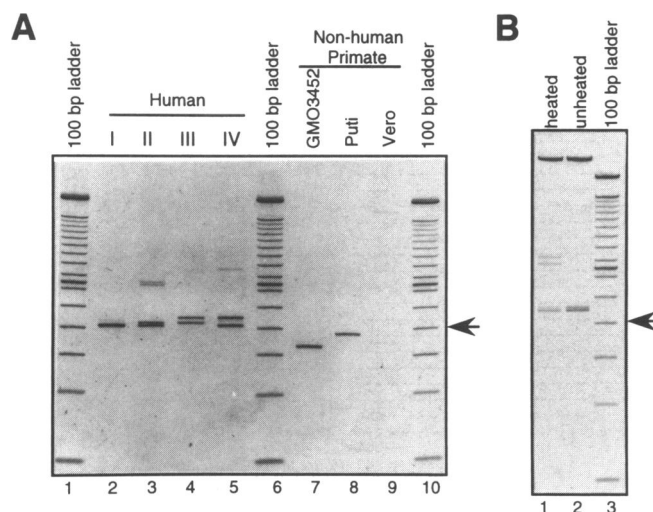 A
B
Non-human
Primate
100 bp ladder
Human
100 bp ladder
GMO3452
Puti
Vero
100 bp ladder
heated
unheated
100 bp ladder
I II III IV
1 2 3 4 5 6 7 8 9 10
1 2 3